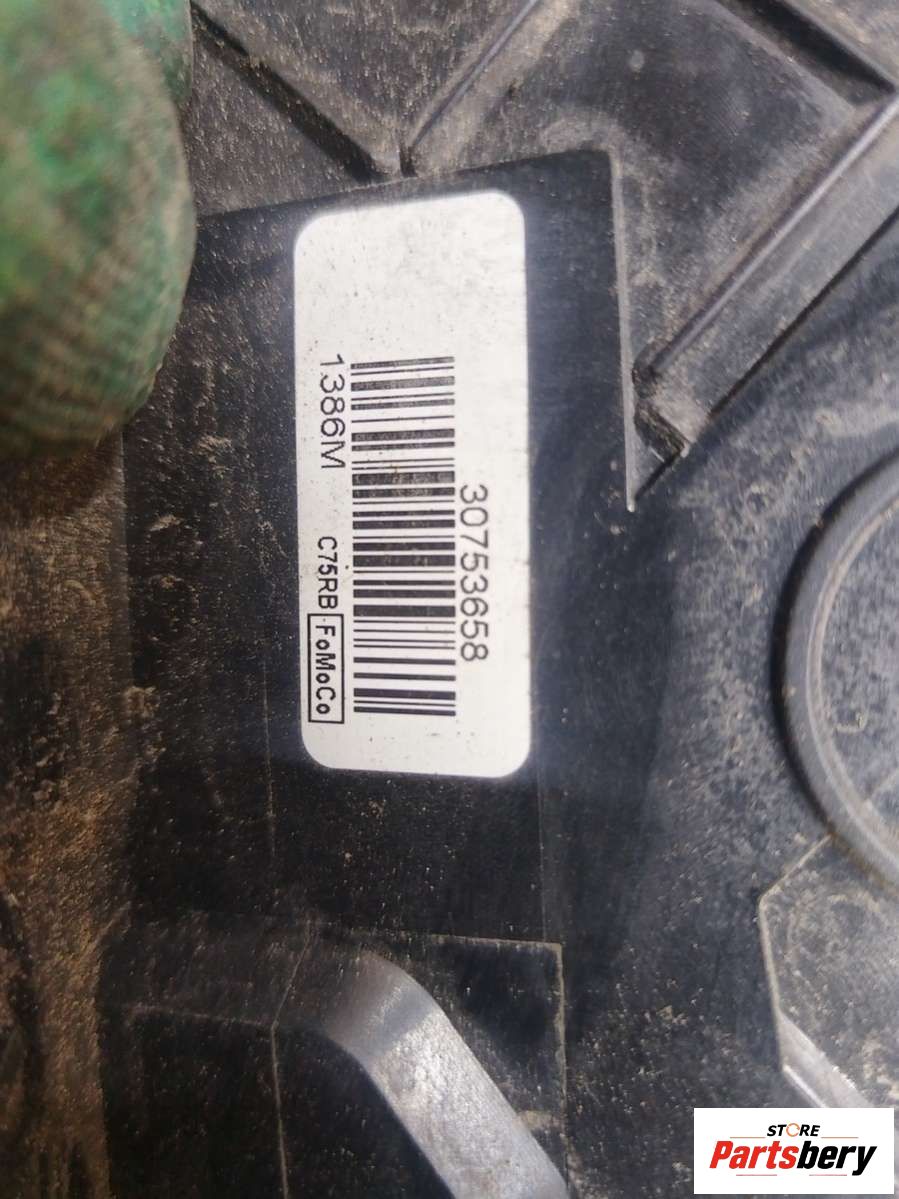 30753658
1386M C75RB FoMoCo
STORE
Partsbery